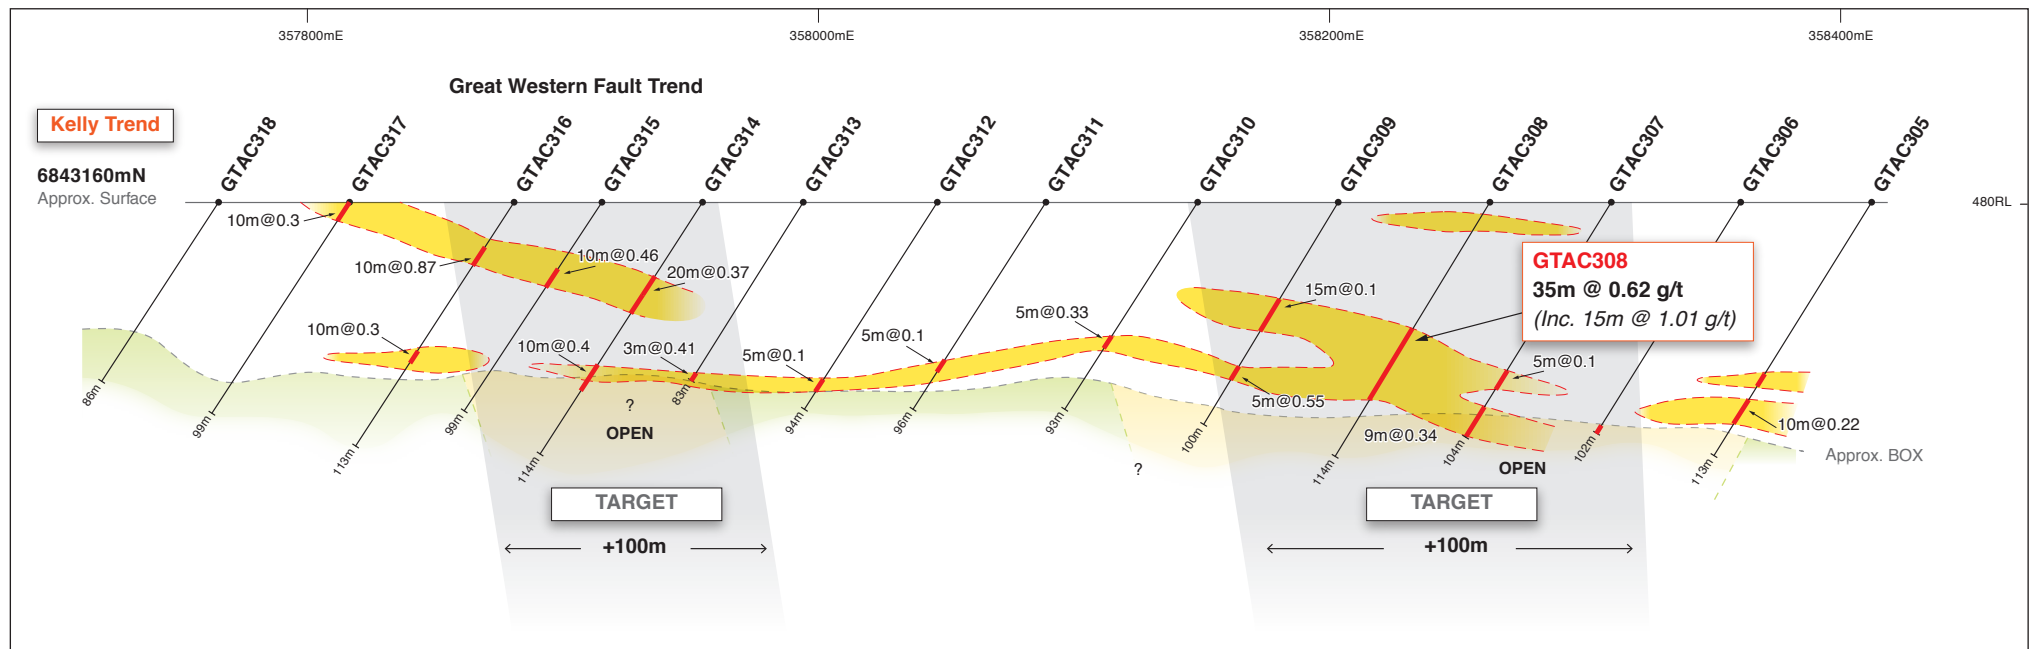 357800mE
358000mE
358200mE
358400mE
Great Western Fault Trend
Kelly Trend
6843160mN
Approx. Surface
GTAC318
GTAC317
GTAC316
GTAC315
GTAC314
GTAC313
GTAC312
GTAC311
GTAC310
GTAC309
GTAC308
GTAC307
GTAC306
GTAC305
480RL
10m@0.3
10m@0.87
10m@0.46
20m@0.37
15m@0.1
GTAC308
35m @ 0.62 g/t
(Inc. 15m @ 1.01 g/t)
10m@0.3
10m@0.4
3m@0.41
5m@0.1
5m@0.1
5m@0.33
5m@0.55
5m@0.1
9m@0.34
10m@0.22
86m
99m
113m
99m
114m
83m
94m
96m
93m
100m
114m
104m
102m
113m
?
OPEN
?
OPEN
Approx. BOX
TARGET
TARGET
+100m
+100m